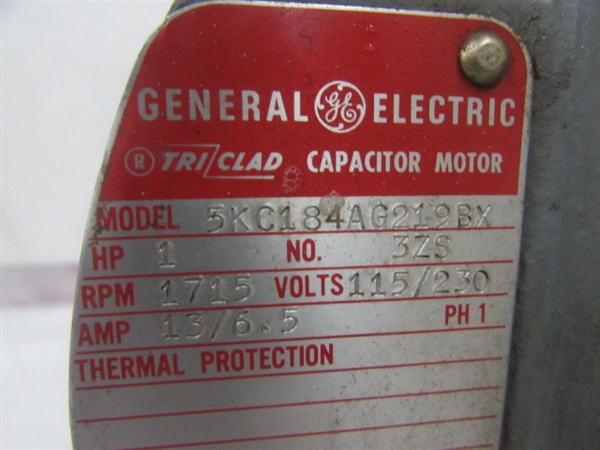 GENERAL GE ELECTRIC
® TRI/CLAD CAPACITOR MOTOR
MODEL 5KC184AG219BX
HP 1 NO. 3ZS
RPM 1715 VOLTS 115/230
AMP 13/6.5 PH 1
THERMAL PROTECTION